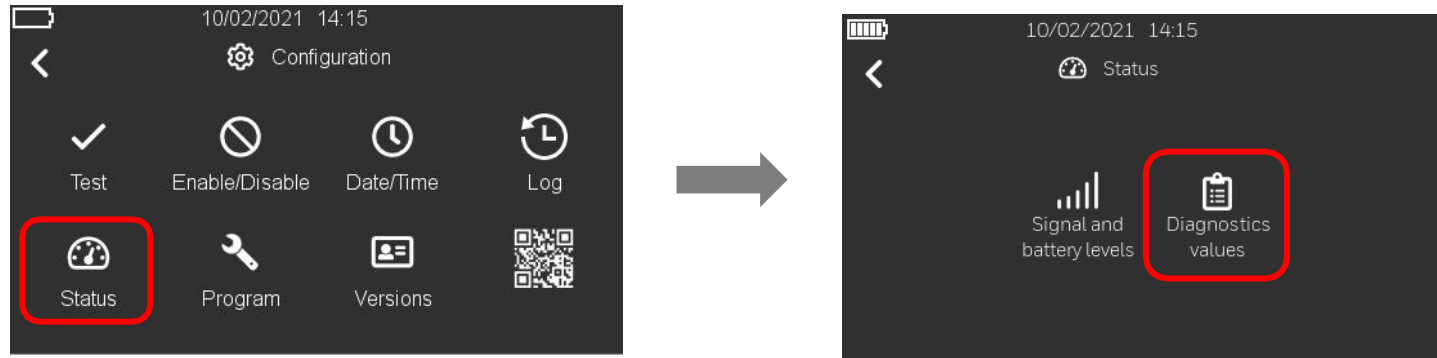 10/02/2021 14:15
Configuration
Test
Enable/Disable
Date/Time
Log
Status
Program
Versions
10/02/2021 14:15
Status
Signal and
battery levels
Diagnostics
values